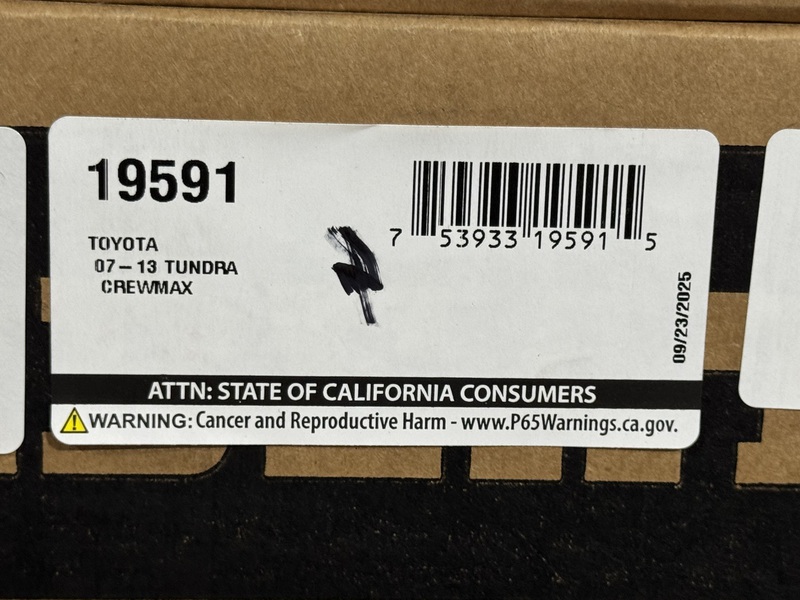 19591
TOYOTA
07-13 TUNDRA
CREWMAX
7 53933 19591 5
09/23/2025
ATTN: STATE OF CALIFORNIA CONSUMERS
WARNING: Cancer and Reproductive Harm - www.P65Warnings.ca.gov.